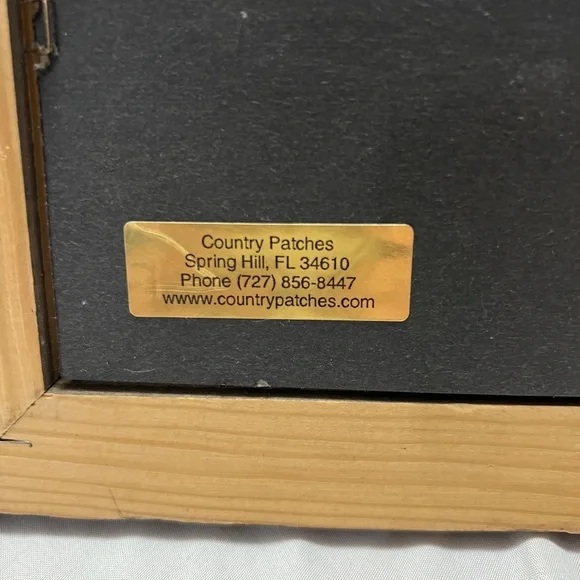 Country Patches
Spring Hill, FL 34610
Phone (727) 856-8447
www.countrypatches.com